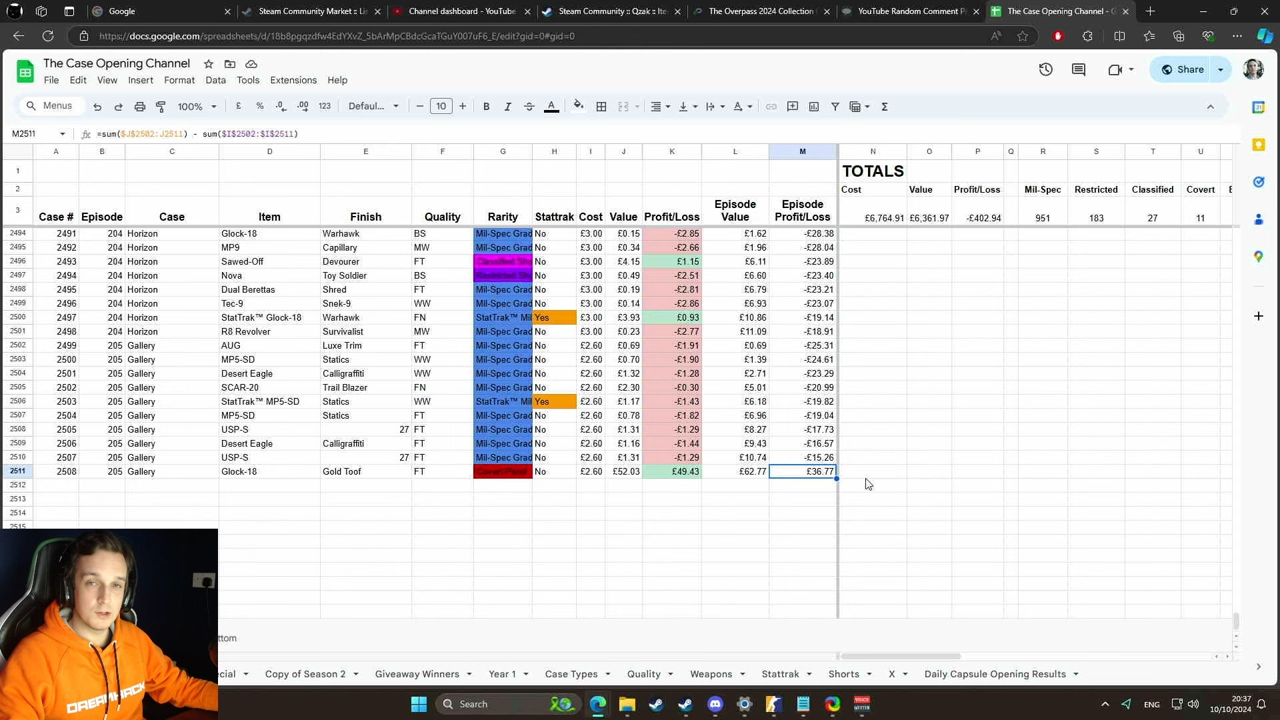 Google
Steam Community Market :: Li
Channel dashboard - YouTube
Steam Community :: Qzak :: Item
The Overpass 2024 Collection C
YouTube Random Comment P
The Case Opening Channel -
https://docs.google.com/spreadsheets/d/
The Case Opening Channel
File Edit View Insert Format Data Tools Extensions Help
Share
Menus 100% £ % .0 .00 123 Defaul... 10 B I A
M2511 =sum($J$2502:J2511) - sum($I$2502:$I$2511)
A B C D E F G H I J K L M N O P Q R S T U
1 TOTALS
2 Cost Value Profit/Loss Mil-Spec Restricted Classified Covert
3 Case # Episode Case Item Finish Quality Rarity Stattrak Cost Value Profit/Loss Episode Value Episode Profit/Loss £6,764.91 £6,361.97 -£402.94 951 183 27 11
2494 2491 204 Horizon Glock-18 Warhawk BS Mil-Spec Grad No £3.00 £0.15 -£2.85 £1.62 -£28.38
2495 2492 204 Horizon MP9 Capillary MW Mil-Spec Grad No £3.00 £0.34 -£2.66 £1.96 -£28.04
2496 2493 204 Horizon Sawed-Off Devourer FT Classified Sho No £3.00 £4.15 £1.15 £6.11 -£23.89
2497 2494 204 Horizon Nova Toy Soldier BS Restricted Sho No £3.00 £0.49 -£2.51 £6.60 -£23.40
2498 2495 204 Horizon Dual Berettas Shred FT Mil-Spec Grad No £3.00 £0.19 -£2.81 £6.79 -£23.21
2499 2496 204 Horizon Tec-9 Snek-9 WW Mil-Spec Grad No £3.00 £0.14 -£2.86 £6.93 -£23.07
2500 2497 204 Horizon StatTrak™ Glock-18 Warhawk FT StatTrak™ Mil Yes £3.00 £3.93 £0.93 £10.86 -£19.14
2501 2498 204 Horizon R8 Revolver Survivalist MW Mil-Spec Grad No £3.00 £0.23 -£2.77 £11.09 -£18.91
2502 2499 205 Gallery AUG Luxe Trim FT Mil-Spec Grad No £2.60 £0.69 -£1.91 £0.69 -£25.31
2503 2500 205 Gallery MP5-SD Statics WW Mil-Spec Grad No £2.60 £0.70 -£1.90 £1.39 -£24.61
2504 2501 205 Gallery Desert Eagle Calligraffiti WW Mil-Spec Grad No £2.60 £1.32 -£1.28 £2.71 -£23.29
2505 2502 205 Gallery SCAR-20 Trail Blazer FN Mil-Spec Grad No £2.60 £2.30 -£0.30 £5.01 -£20.99
2506 2503 205 Gallery StatTrak™ MP5-SD Statics WW StatTrak™ Mil Yes £2.60 £1.17 -£1.43 £6.18 -£19.82
2507 2504 205 Gallery MP5-SD Statics FT Mil-Spec Grad No £2.60 £0.78 -£1.82 £6.96 -£19.04
2508 2505 205 Gallery USP-S 27 FT Mil-Spec Grad No £2.60 £1.31 -£1.29 £8.27 -£17.73
2509 2506 205 Gallery Desert Eagle Calligraffiti FT Mil-Spec Grad No £2.60 £1.16 -£1.44 £9.43 -£16.57
2510 2507 205 Gallery USP-S 27 FT Mil-Spec Grad No £2.60 £1.31 -£1.29 £10.74 -£15.26
2511 2508 205 Gallery Glock-18 Gold Toof FT Covert Pistol No £2.60 £52.03 £49.43 £62.77 £36.77
2512
2513
2514
2515
ttom
cial Copy of Season 2 Giveaway Winners Year 1 Case Types Quality Weapons Stattrak Shorts X Daily Capsule Opening Results
DREAMHACK
Search
20:37
10/10/2024